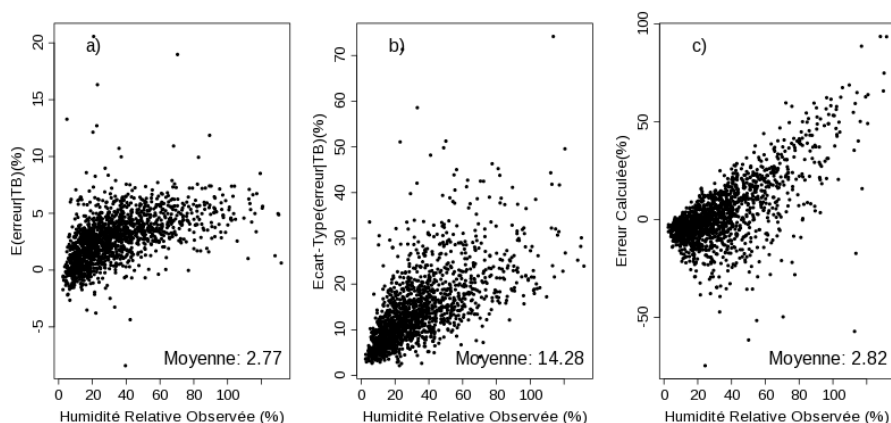 a)
E(erreur|TB)(%)
20
15
10
5
0
-5
Moyenne: 2.77
0 20 40 60 80 100
Humidité Relative Observée (%)
b)
Ecart-Type(erreur|TB)(%)
70
60
50
40
30
20
10
0
Moyenne: 14.28
0 20 40 60 80 100
Humidité Relative Observée (%)
c)
Erreur Calculée(%)
100
50
0
-50
Moyenne: 2.82
0 20 40 60 80 100
Humidité Relative Observée (%)